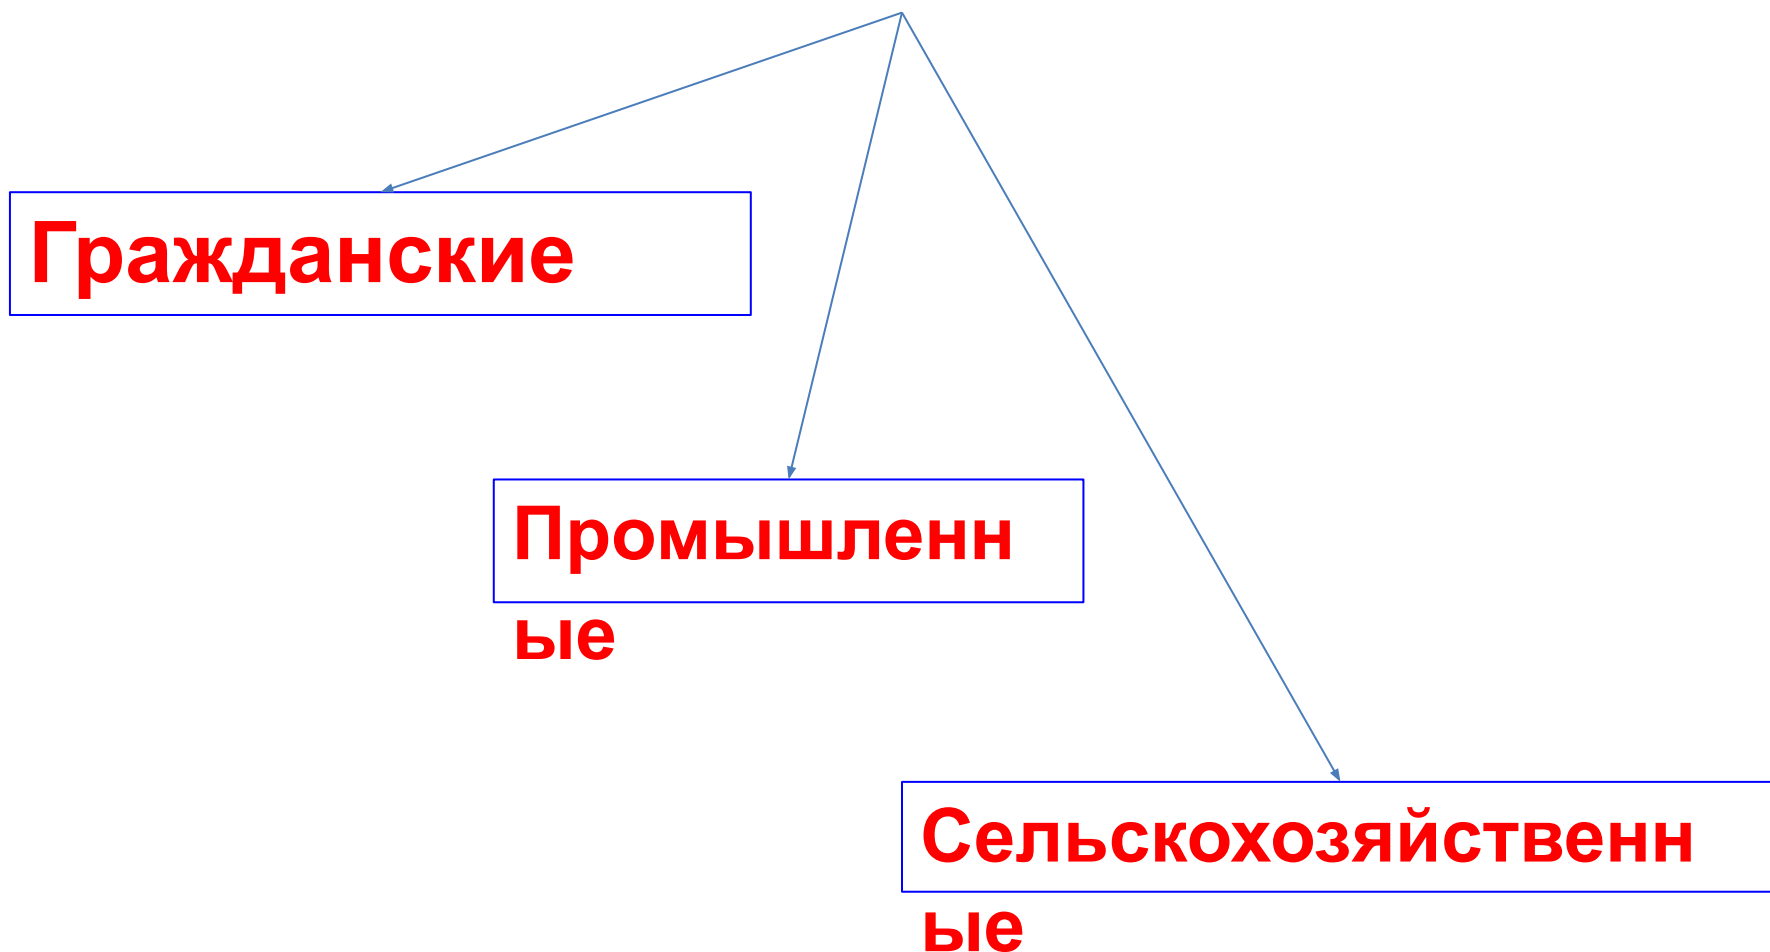 Гражданские
Промышленн
ые
Сельскохозяйственн
ые